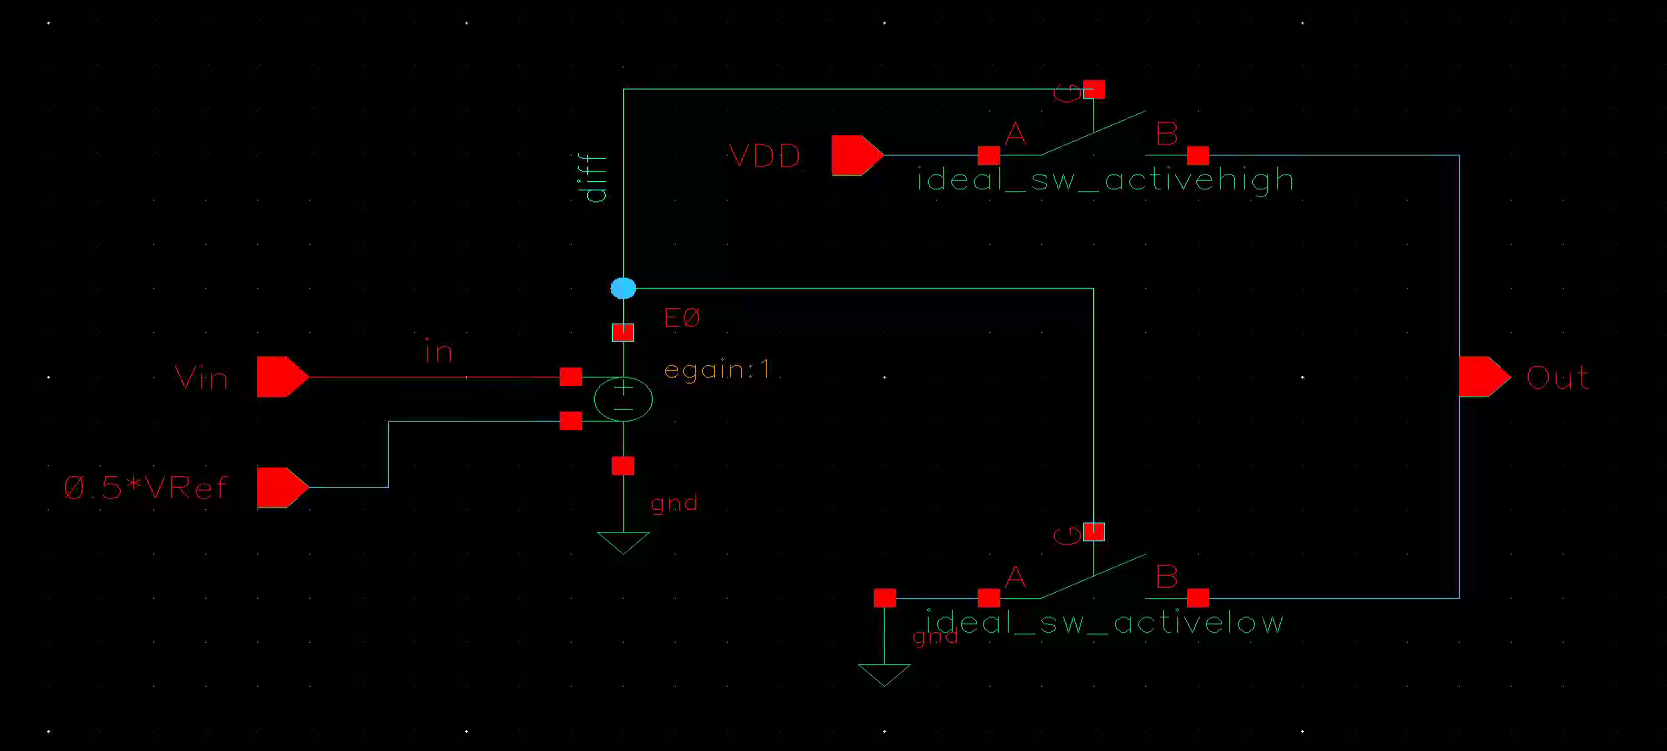 G
VDD
A
B
ideal_sw_activehigh
diff
E0
egain:1
Vin
in
Out
0.5*VRef
gnd
G
A
B
ideal_sw_activelow
gnd